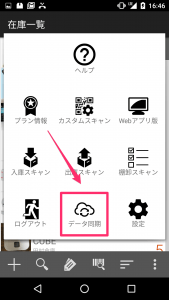 16:46
在庫一覧
ヘルプ
プラン情報
カスタムスキャン
Webアプリ版
入庫スキャン
出庫スキャン
棚卸スキャン
ログアウト
データ同期
設定
CUBE
5